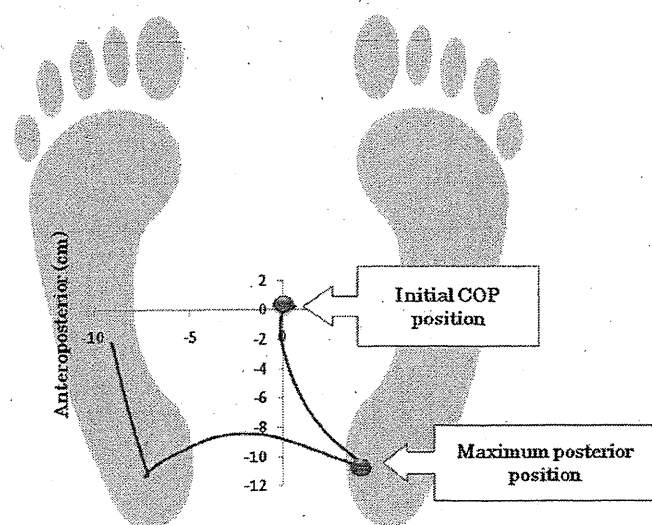 Anteroposterior (cm)
2
0
-10
-5
0
-2
-4
-6
-8
-10
-12
Initial COP
position
Maximum posterior
position